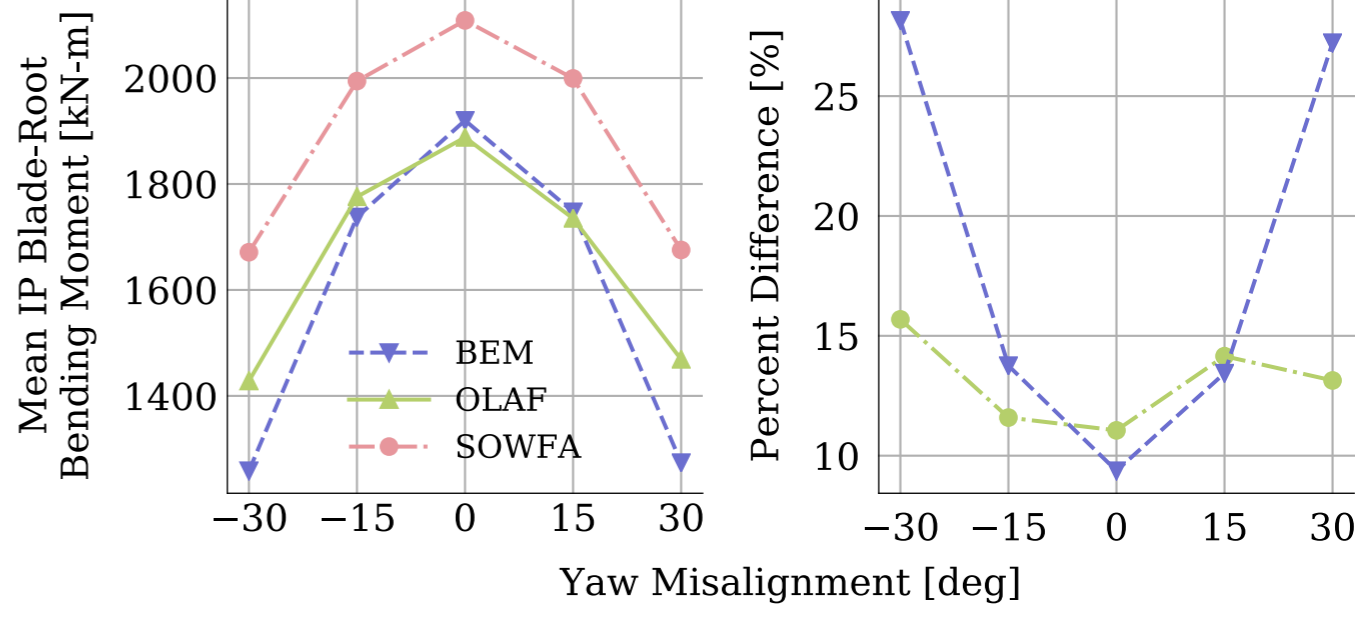 Mean IP Blade-Root
Bending Moment [kN-m]
2000
1800
1600
1400
BEM
OLAF
SOWFA
−30 −15 0 15 30
Percent Difference [%]
25
20
15
10
−30 −15 0 15 30
Yaw Misalignment [deg]